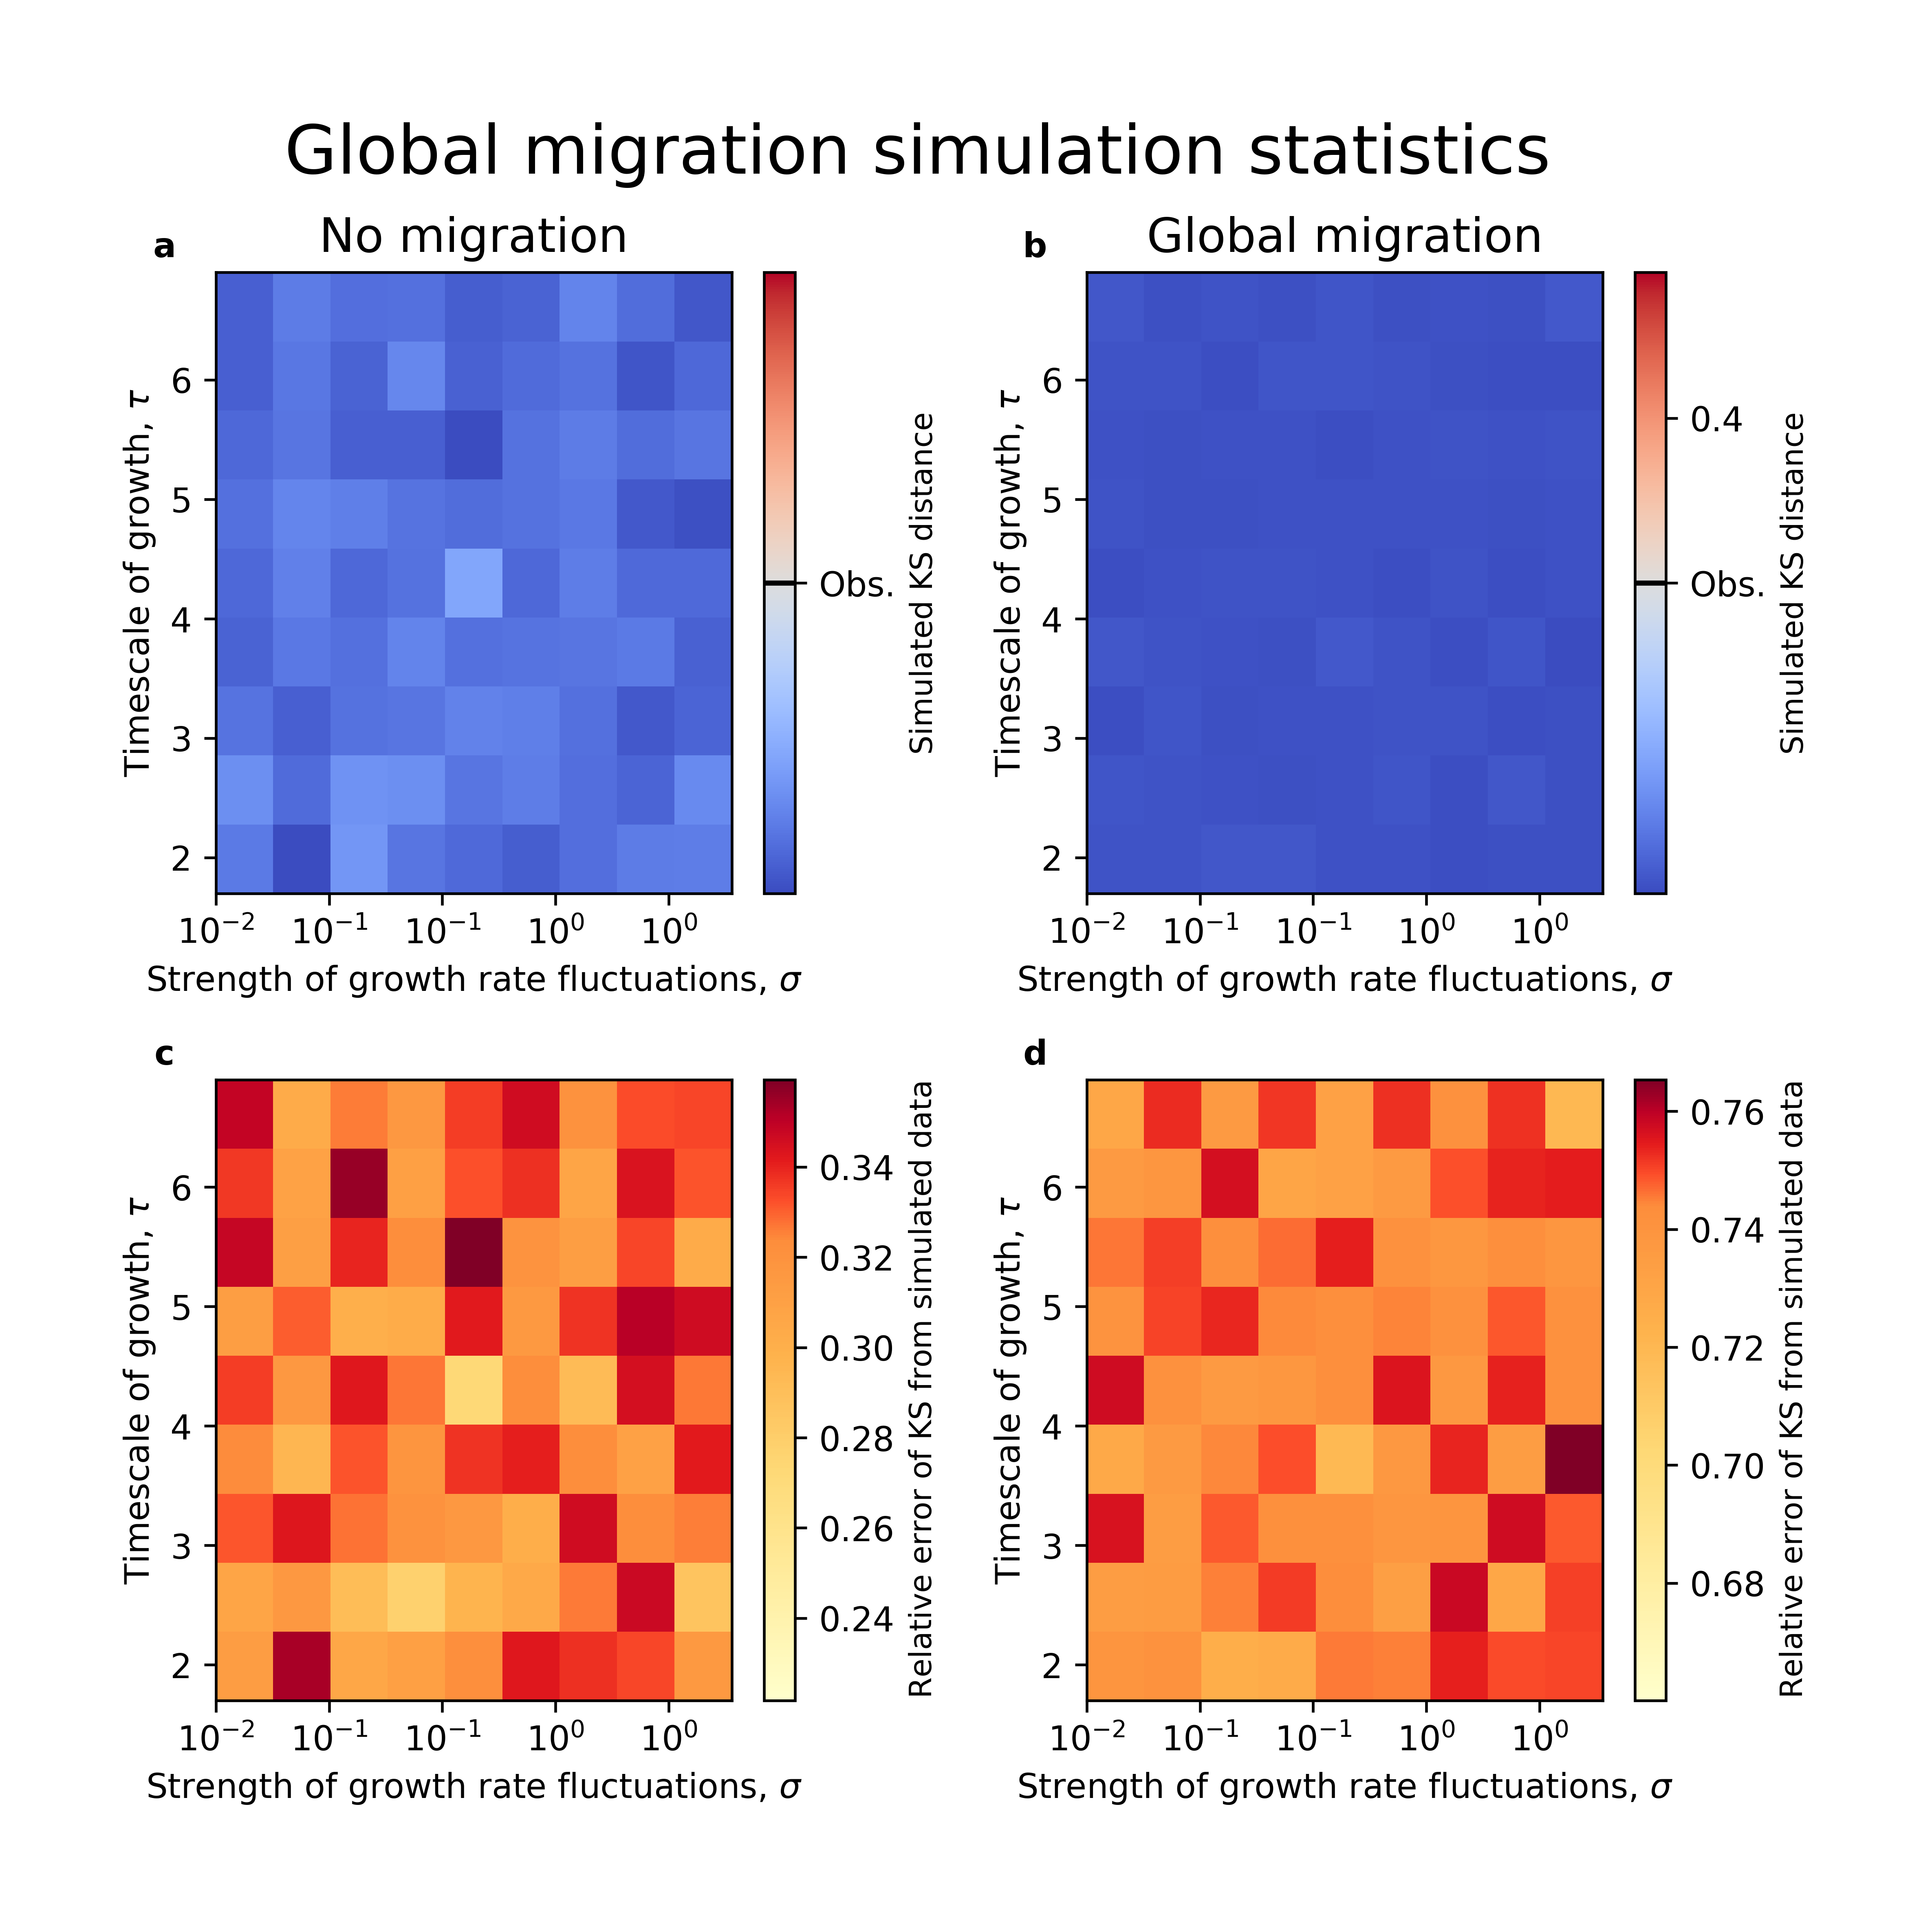 Global migration simulation statistics
a
No migration
Timescale of growth, τ
6
5
4
3
2
10⁻² 10⁻¹ 10⁻¹ 10⁰ 10⁰
Strength of growth rate fluctuations, σ
Obs.
Simulated KS distance
b
Global migration
Timescale of growth, τ
6
5
4
3
2
10⁻² 10⁻¹ 10⁻¹ 10⁰ 10⁰
Strength of growth rate fluctuations, σ
0.4
Obs.
Simulated KS distance
c
Timescale of growth, τ
6
5
4
3
2
10⁻² 10⁻¹ 10⁻¹ 10⁰ 10⁰
Strength of growth rate fluctuations, σ
0.34
0.32
0.30
0.28
0.26
0.24
Relative error of KS from simulated data
d
Timescale of growth, τ
6
5
4
3
2
10⁻² 10⁻¹ 10⁻¹ 10⁰ 10⁰
Strength of growth rate fluctuations, σ
0.76
0.74
0.72
0.70
0.68
Relative error of KS from simulated data